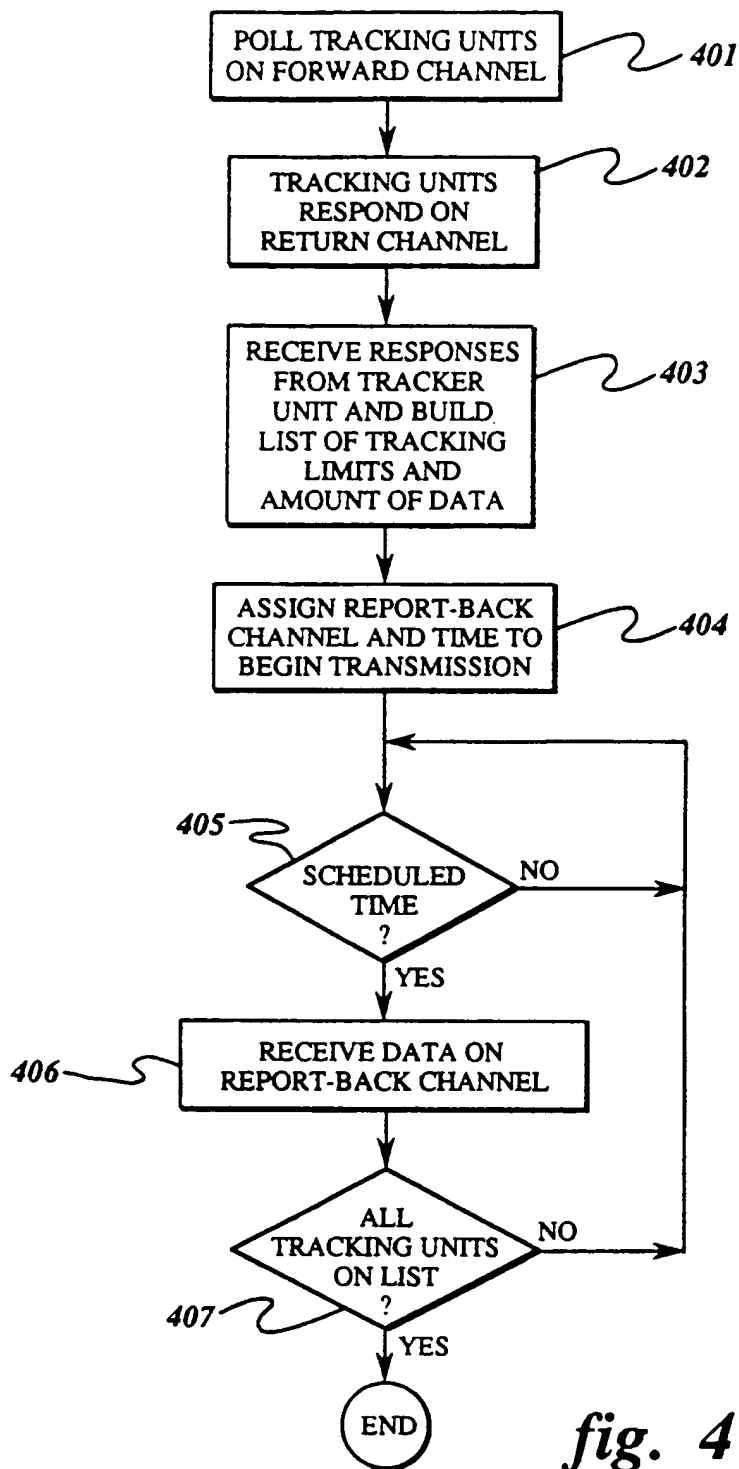 POLL TRACKING UNITS
ON FORWARD CHANNEL
401
TRACKING UNITS
RESPOND ON
RETURN CHANNEL
402
RECEIVE RESPONSES
FROM TRACKER
UNIT AND BUILD
LIST OF TRACKING
LIMITS AND
AMOUNT OF DATA
403
ASSIGN REPORT-BACK
CHANNEL AND TIME TO
BEGIN TRANSMISSION
404
405
SCHEDULED
TIME
?
NO
YES
RECEIVE DATA ON
REPORT-BACK CHANNEL
406
ALL
TRACKING UNITS
ON LIST
?
NO
407
YES
END
fig. 4